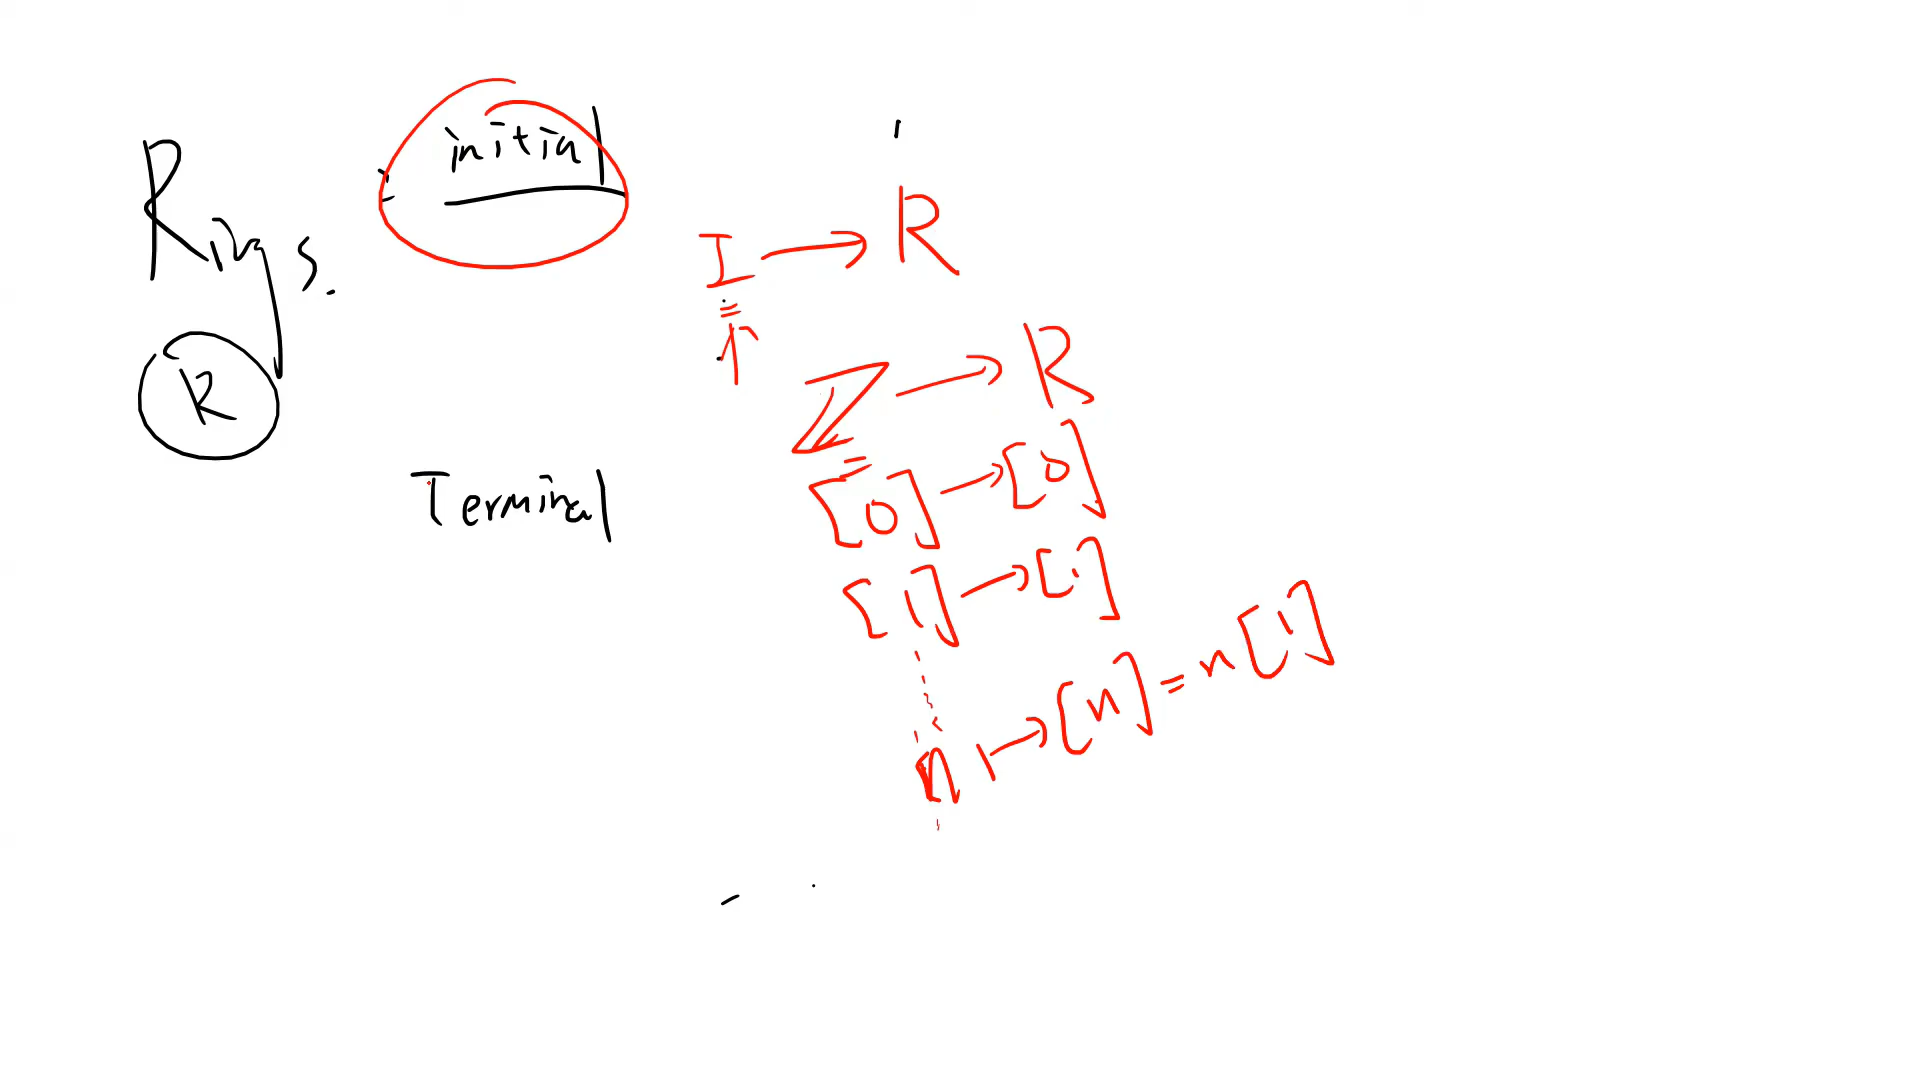 Rings.
R
initial
I → R
=
↑
ℤ → R
=
[0] → [0]
[1] → [1]
n ↦ [n] = n[1]
Terminal